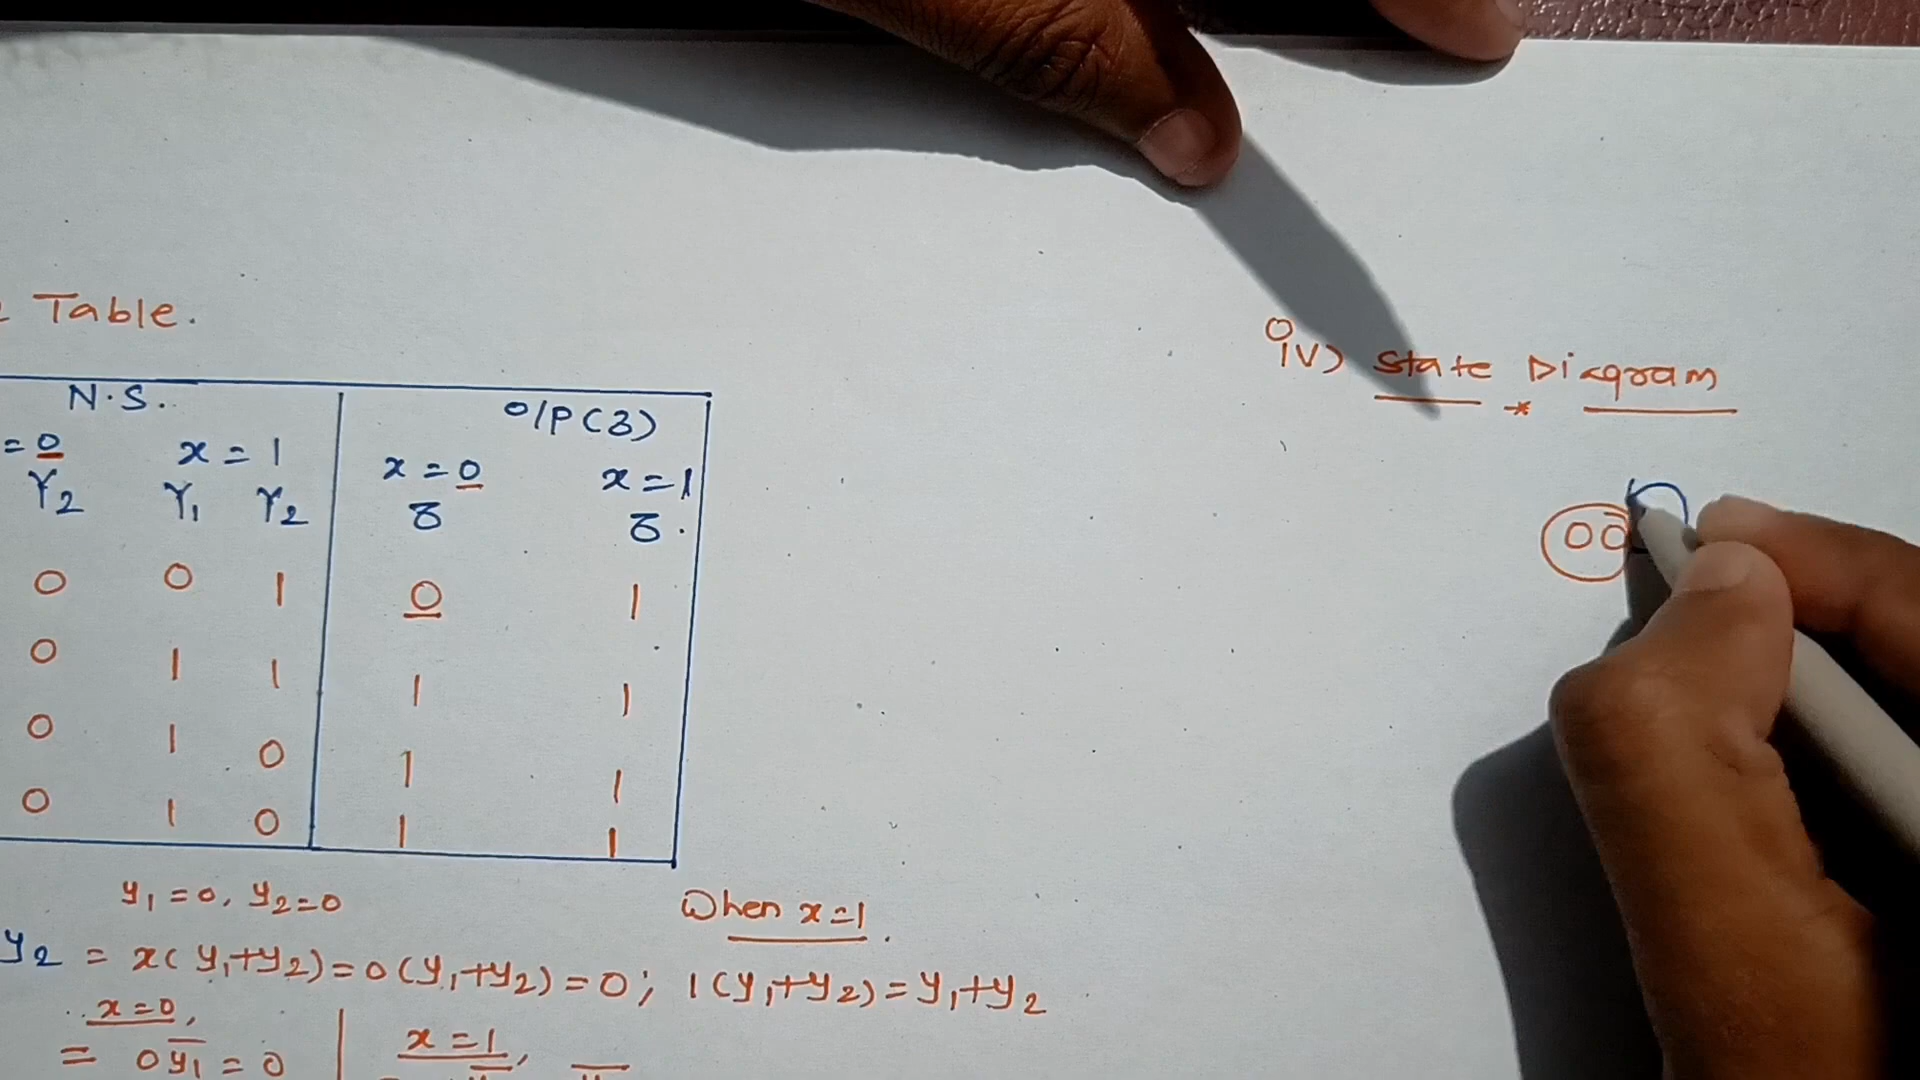 Table.
iv) State Diagram
N.S. O/P(z)
=0 x=1 x=0 x=1
Y2 Y1 Y2 z z.
00
0 0 1 0 1
0 1 1 1 1
0 1 0 1 1
0 1 0 1 1
y1=0, y2=0 When x=1.
y2 = x(y1+y2)=0(y1+y2)=0; 1(y1+y2)=y1+y2
x=0, x=1,
= 0y̅1 = 0